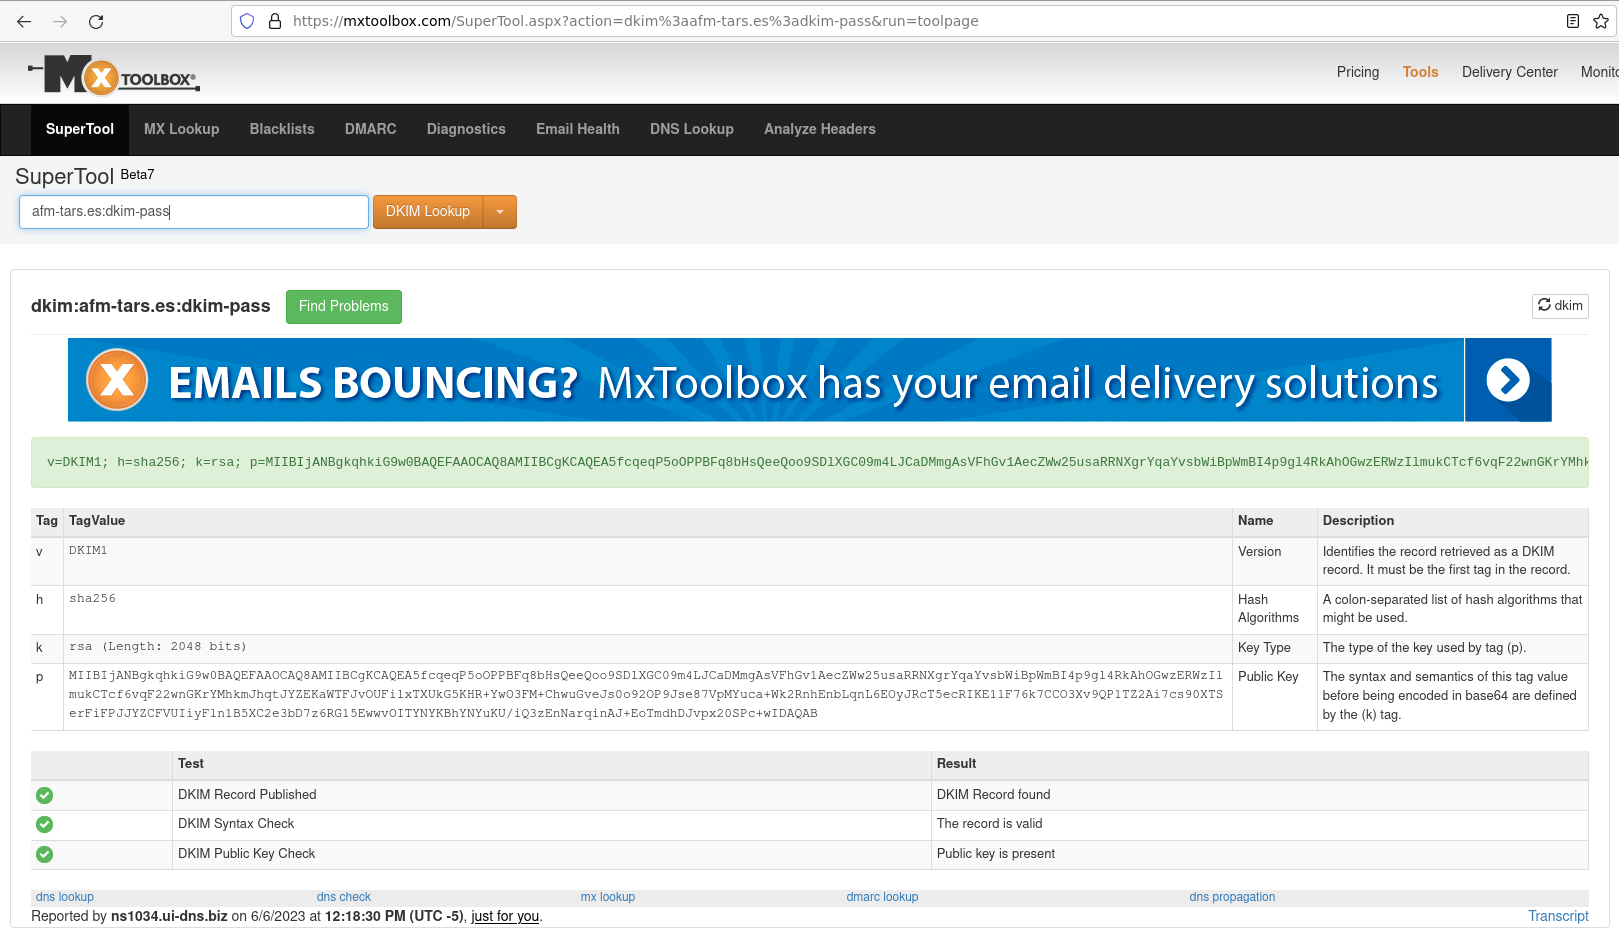 https://mxtoolbox.com/SuperTool.aspx?action=dkim%3aafm-tars.es%3adkim-pass&run=toolpage
MX TOOLBOX®
Pricing Tools Delivery Center Monito
SuperTool MX Lookup Blacklists DMARC Diagnostics Email Health DNS Lookup Analyze Headers
SuperTool Beta7
afm-tars.es:dkim-pass DKIM Lookup
dkim:afm-tars.es:dkim-pass Find Problems dkim
X EMAILS BOUNCING? MxToolbox has your email delivery solutions
v=DKIM1; h=sha256; k=rsa; p=MIIBIjANBgkqhkiG9w0BAQEFAAOCAQ8AMIIBCgKCAQEA5fcqeqP5oOPPBFq8bHsQeeQoo9SDlXGC09m4LJCaDMmgAsVFhGv1AecZWw25usaRRNXgrYqaYvsbWiBpWmBI4p9gl4RkAhOGwzERWzIlmukCTcf6vqF22wnGKrYMhk
Tag TagValue Name Description
v DKIM1 Version Identifies the record retrieved as a DKIM
record. It must be the first tag in the record.
h sha256 Hash A colon-separated list of hash algorithms that
Algorithms might be used.
k rsa (Length: 2048 bits) Key Type The type of the key used by tag (p).
p MIIBIjANBgkqhkiG9w0BAQEFAAOCAQ8AMIIBCgKCAQEA5fcqeqP5oOPPBFq8bHsQeeQoo9SDlXGC09m4LJCaDMmgAsVFhGv1AecZWw25usaRRNXgrYqaYvsbWiBpWmBI4p9gl4RkAhOGwzERWzIl Public Key The syntax and semantics of this tag value
mukCTcf6vqF22wnGKrYMhkmJhqtJYZEKaWTFJvOUFilxTXUkG5KHR+YwO3FM+ChwuGveJs0o92OP9Jse87VpMYuca+Wk2RnhEnbLqnL6EOyJRcT5ecRIKE1lF76k7CCO3Xv9QP1TZ2Ai7cs90XTS before being encoded in base64 are defined
erFiFPJJYZCFVUIiyFln1B5XC2e3bD7z6RG15EwwvOITYNYKBhYNYuKU/iQ3zEnNarqinAJ+EoTmdhDJvpx20SPc+wIDAQAB by the (k) tag.
Test Result
DKIM Record Published DKIM Record found
DKIM Syntax Check The record is valid
DKIM Public Key Check Public key is present
dns lookup dns check mx lookup dmarc lookup dns propagation
Reported by ns1034.ui-dns.biz on 6/6/2023 at 12:18:30 PM (UTC -5), just for you. Transcript